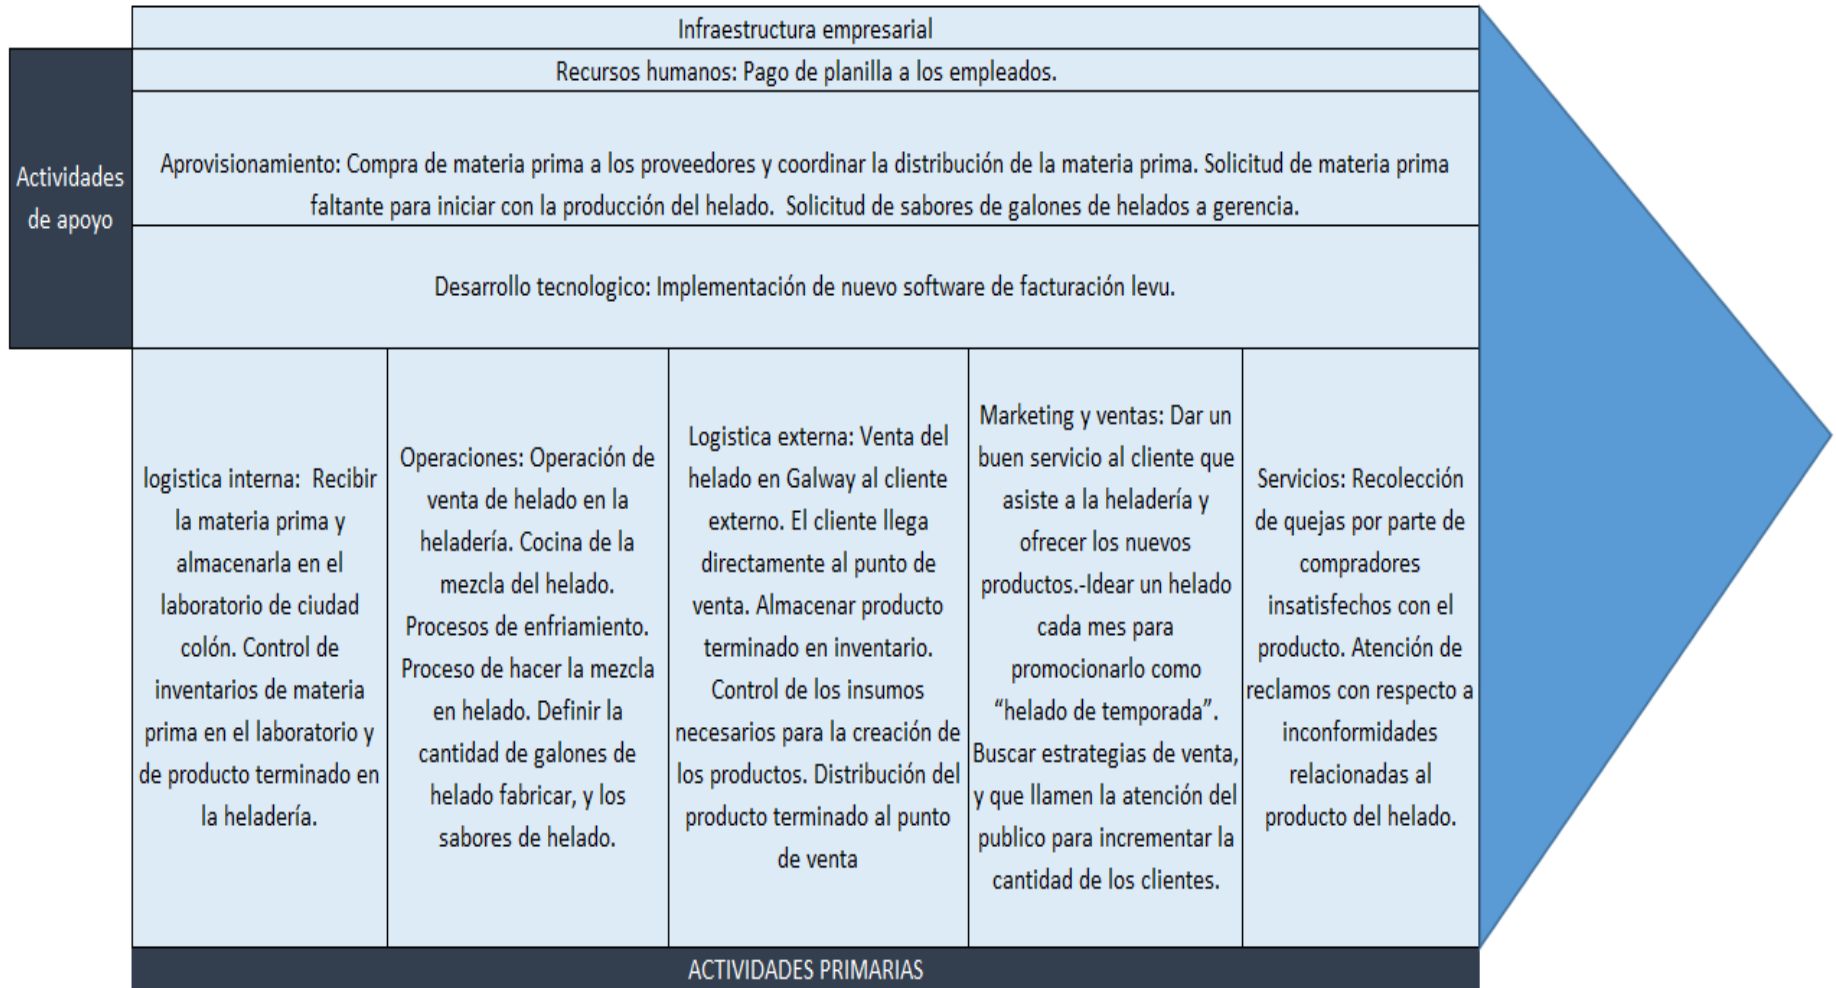 Infraestructura empresarial
Recursos humanos: Pago de planilla a los empleados.
Actividades
de apoyo
Aprovisionamiento: Compra de materia prima a los proveedores y coordinar la distribución de la materia prima. Solicitud de materia prima
faltante para iniciar con la producción del helado.  Solicitud de sabores de galones de helados a gerencia.
Desarrollo tecnologico: Implementación de nuevo software de facturación levu.
logistica interna:  Recibir
la materia prima y
almacenarla en el
laboratorio de ciudad
colón. Control de
inventarios de materia
prima en el laboratorio y
de producto terminado en
la heladería.
Operaciones: Operación de
venta de helado en la
heladería. Cocina de la
mezcla del helado.
Procesos de enfriamiento.
Proceso de hacer la mezcla
en helado. Definir la
cantidad de galones de
helado fabricar, y los
sabores de helado.
Logistica externa: Venta del
helado en Galway al cliente
externo. El cliente llega
directamente al punto de
venta. Almacenar producto
terminado en inventario.
Control de los insumos
necesarios para la creación de
los productos. Distribución del
producto terminado al punto
de venta
Marketing y ventas: Dar un
buen servicio al cliente que
asiste a la heladería y
ofrecer los nuevos
productos.-Idear un helado
cada mes para
promocionarlo como
“helado de temporada”.
Buscar estrategias de venta,
y que llamen la atención del
publico para incrementar la
cantidad de los clientes.
Servicios: Recolección
de quejas por parte de
compradores
insatisfechos con el
producto. Atención de
reclamos con respecto a
inconformidades
relacionadas al
producto del helado.
ACTIVIDADES PRIMARIAS